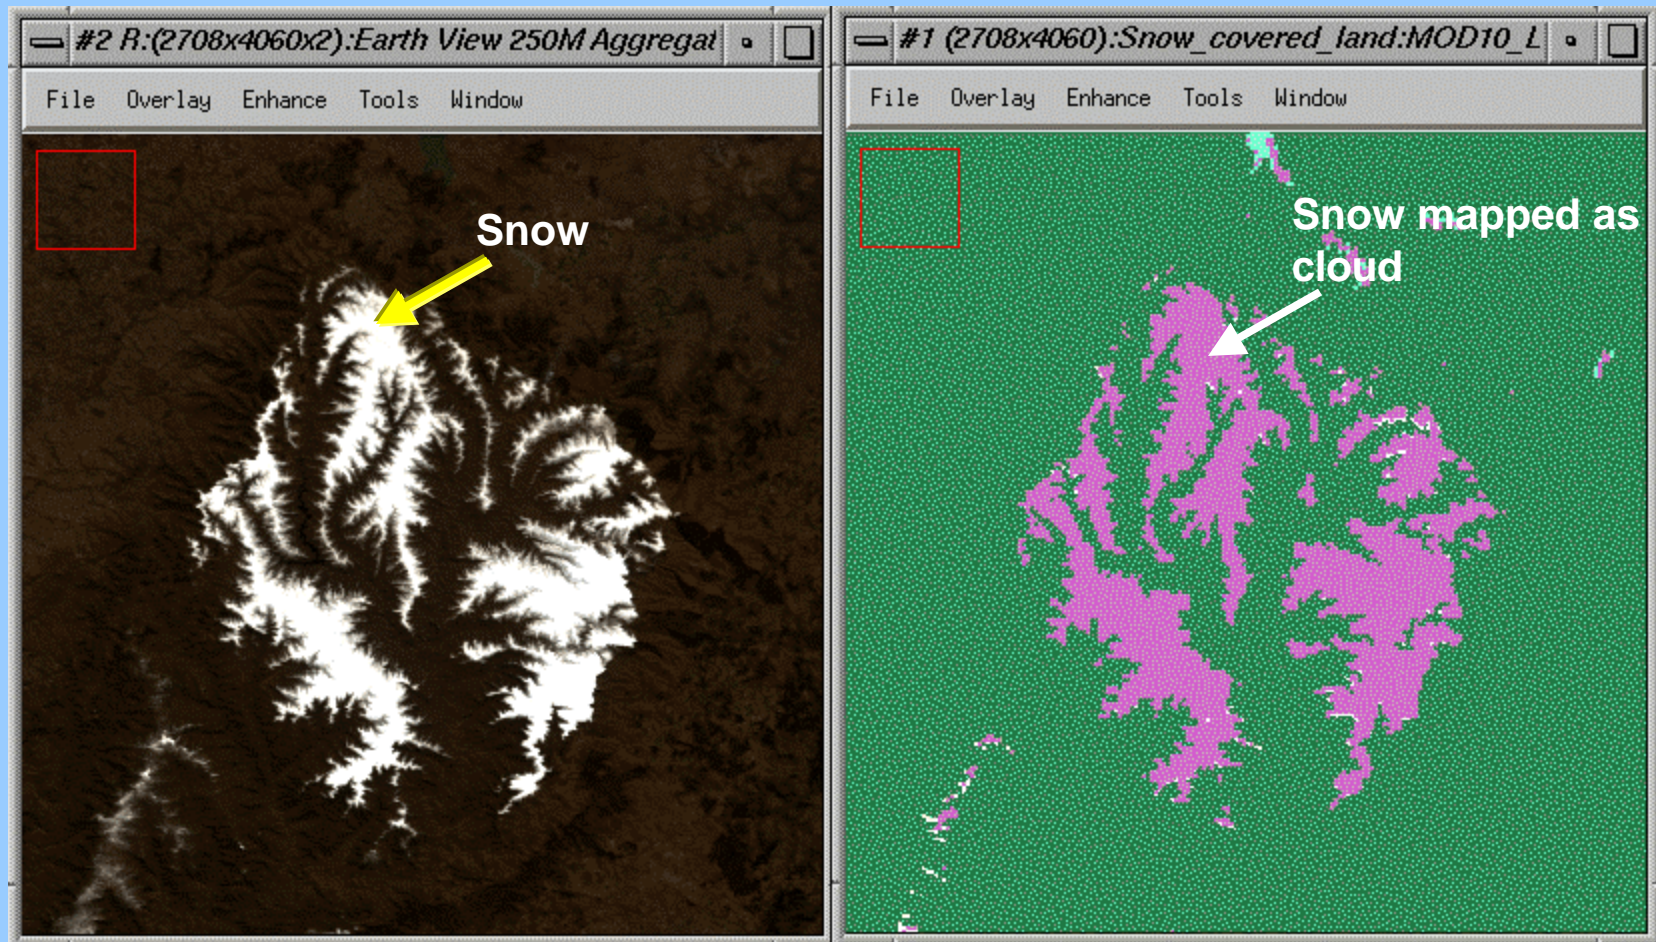 #2 R:(2708x4060x2):Earth View 250M Aggregat
File Overlay Enhance Tools Window
Snow
#1 (2708x4060):Snow_covered_land:MOD10_L
File Overlay Enhance Tools Window
Snow mapped as
cloud